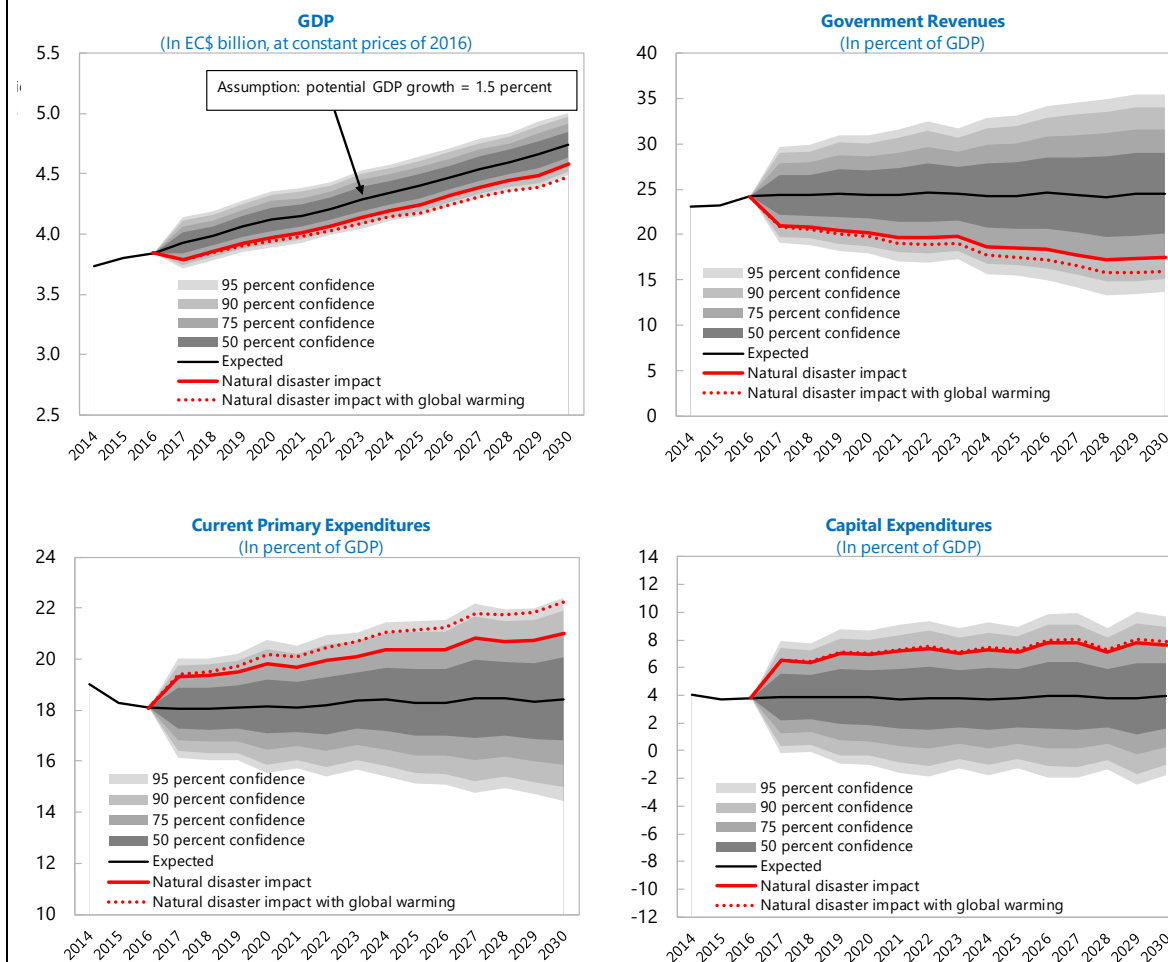 GDP
(In EC$ billion, at constant prices of 2016)
5.5
5.0
4.5
4.0
3.5
3.0
2.5
Assumption: potential GDP growth = 1.5 percent
95 percent confidence
90 percent confidence
75 percent confidence
50 percent confidence
Expected
Natural disaster impact
Natural disaster impact with global warming
2014 2015 2016 2017 2018 2019 2020 2021 2022 2023 2024 2025 2026 2027 2028 2029 2030
Government Revenues
(In percent of GDP)
40
35
30
25
20
15
10
5
0
95 percent confidence
90 percent confidence
75 percent confidence
50 percent confidence
Expected
Natural disaster impact
Natural disaster impact with global warming
2014 2015 2016 2017 2018 2019 2020 2021 2022 2023 2024 2025 2026 2027 2028 2029 2030
Current Primary Expenditures
(In percent of GDP)
24
22
20
18
16
14
12
10
95 percent confidence
90 percent confidence
75 percent confidence
50 percent confidence
Expected
Natural disaster impact
Natural disaster impact with global warming
2014 2015 2016 2017 2018 2019 2020 2021 2022 2023 2024 2025 2026 2027 2028 2029 2030
Capital Expenditures
(In percent of GDP)
14
12
10
8
6
4
2
0
-2
-4
-6
-8
-10
-12
95 percent confidence
90 percent confidence
75 percent confidence
50 percent confidence
Expected
Natural disaster impact
Natural disaster impact with global warming
2014 2015 2016 2017 2018 2019 2020 2021 2022 2023 2024 2025 2026 2027 2028 2029 2030